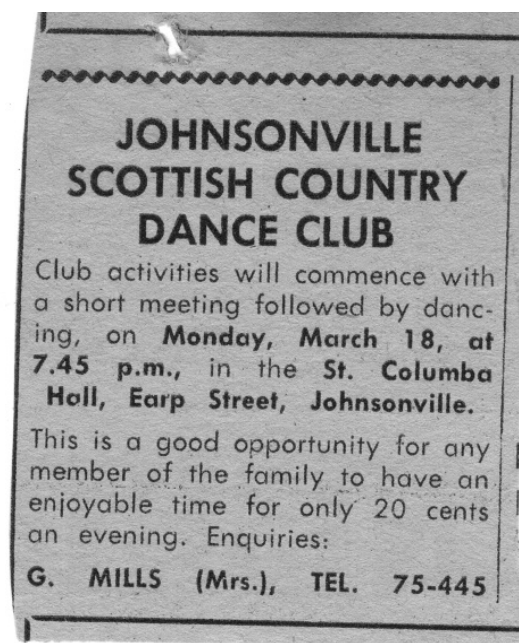 JOHNSONVILLE
SCOTTISH COUNTRY
DANCE CLUB
Club activities will commence with
a short meeting followed by danc-
ing, on Monday, March 18, at
7.45 p.m., in the St. Columba
Hall, Earp Street, Johnsonville.
This is a good opportunity for any
member of the family to have an
enjoyable time for only 20 cents
an evening. Enquiries:
G. MILLS (Mrs.), TEL. 75-445